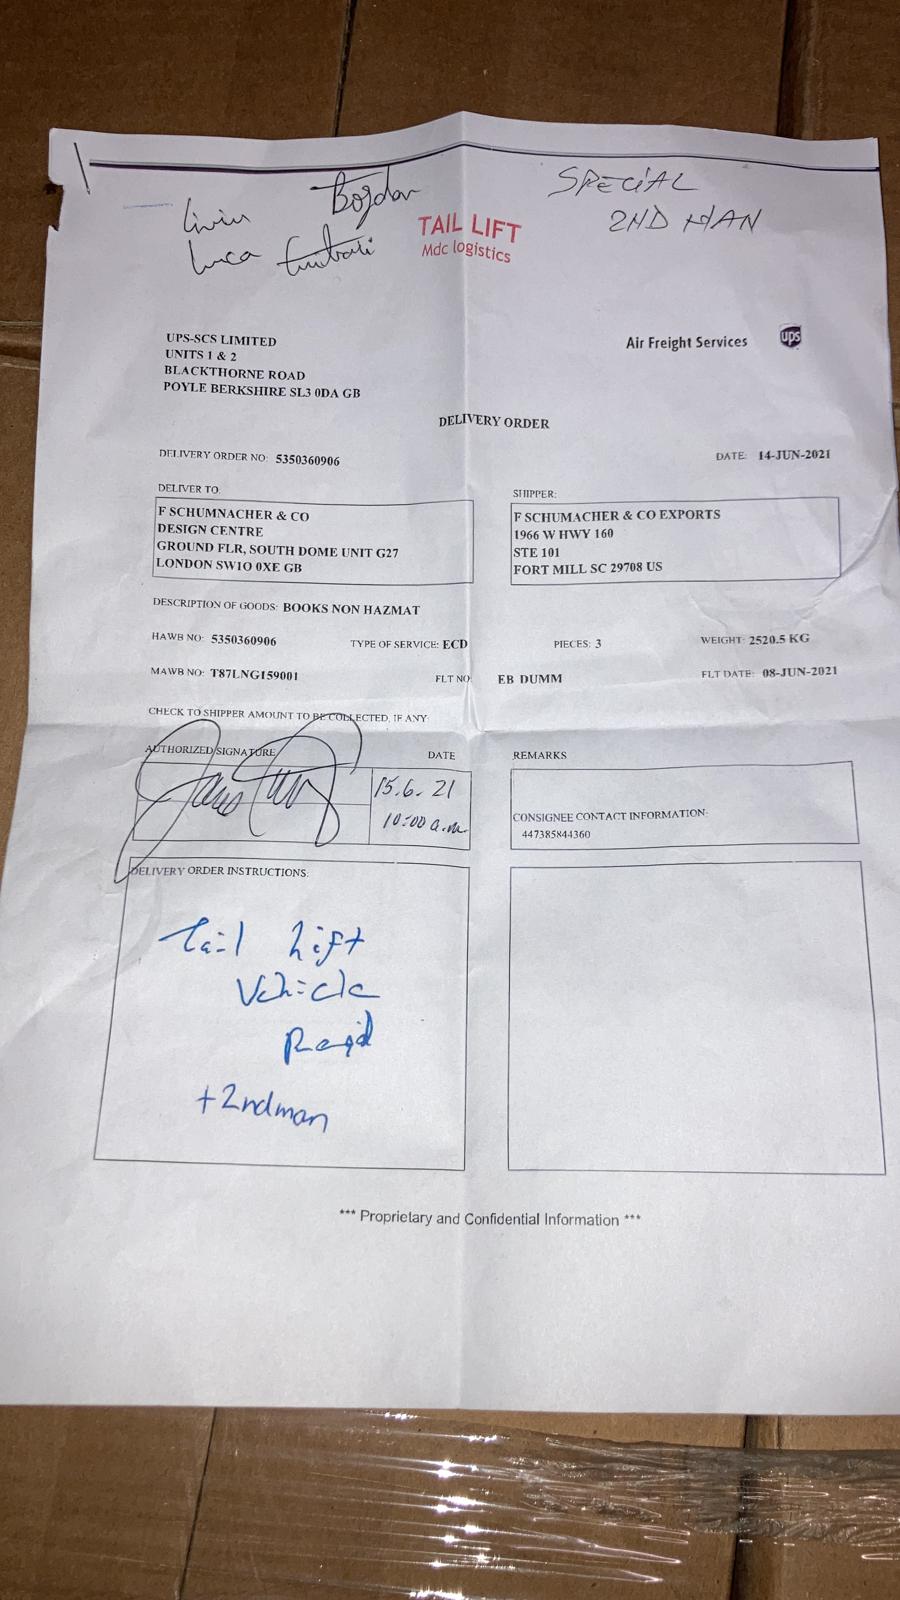 Liviu Bogdan
Luca
SPECIAL
2ND MAN
TAIL LIFT
Mdc logistics
UPS-SCS LIMITED
UNITS 1 & 2
BLACKTHORNE ROAD
POYLE BERKSHIRE SL3 0DA GB
Air Freight Services ups
DELIVERY ORDER
DELIVERY ORDER NO: 5350360906
DATE: 14-JUN-2021
DELIVER TO:
F SCHUMNACHER & CO
DESIGN CENTRE
GROUND FLR, SOUTH DOME UNIT G27
LONDON SW1O 0XE GB
SHIPPER:
F SCHUMACHER & CO EXPORTS
1966 W HWY 160
STE 101
FORT MILL SC 29708 US
DESCRIPTION OF GOODS: BOOKS NON HAZMAT
HAWB NO: 5350360906 TYPE OF SERVICE: ECD PIECES: 3 WEIGHT: 2520.5 KG
MAWB NO: T87LNG159001 FLT NO: EB DUMM FLT DATE: 08-JUN-2021
CHECK TO SHIPPER AMOUNT TO BE COLLECTED, IF ANY:
AUTHORIZED SIGNATURE DATE
15.6.21
10:00 a.m.
REMARKS
CONSIGNEE CONTACT INFORMATION:
447385844360
DELIVERY ORDER INSTRUCTIONS:
tail lift
Vehicle
+2ndman
*** Proprietary and Confidential Information ***